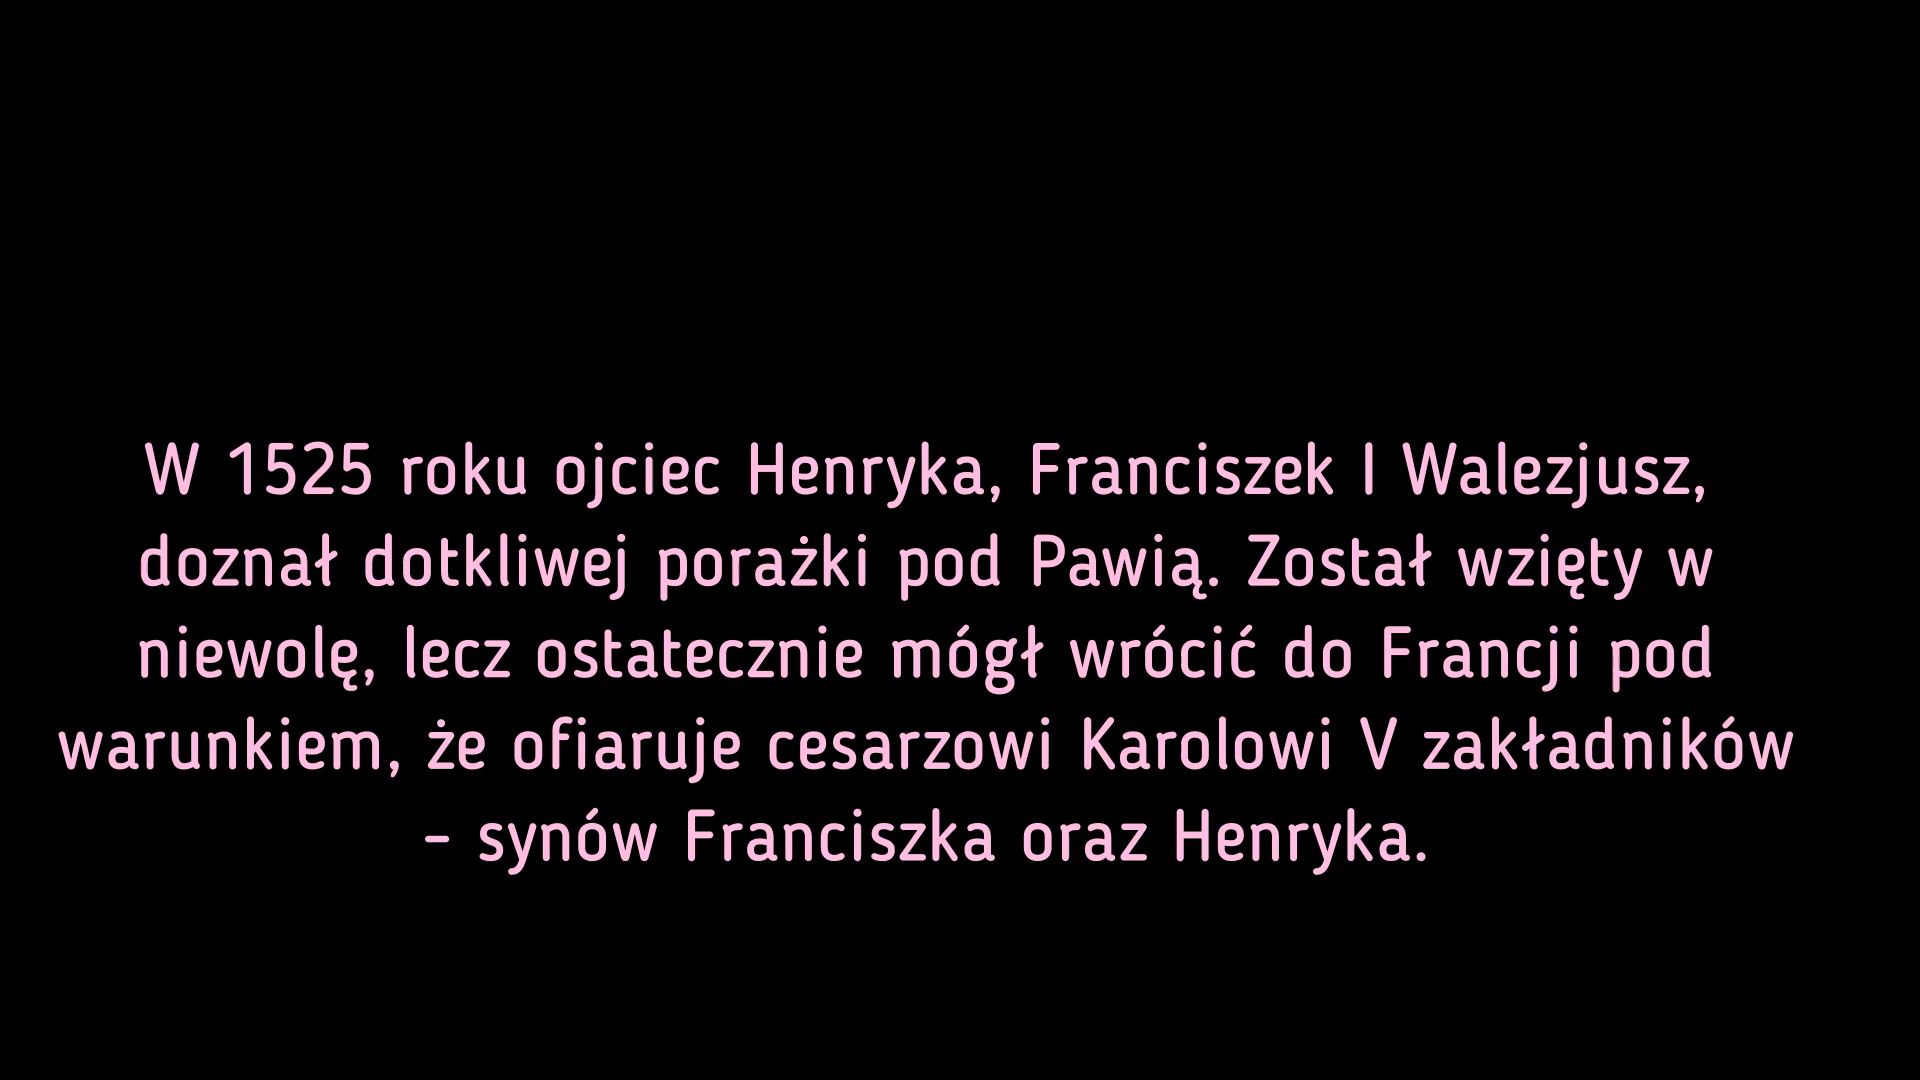 W 1525 roku ojciec Henryka, Franciszek I Walezjusz,
doznał dotkliwej porażki pod Pawią. Został wzięty w
niewolę, lecz ostatecznie mógł wrócić do Francji pod
warunkiem, że ofiaruje cesarzowi Karolowi V zakładników
- synów Franciszka oraz Henryka.